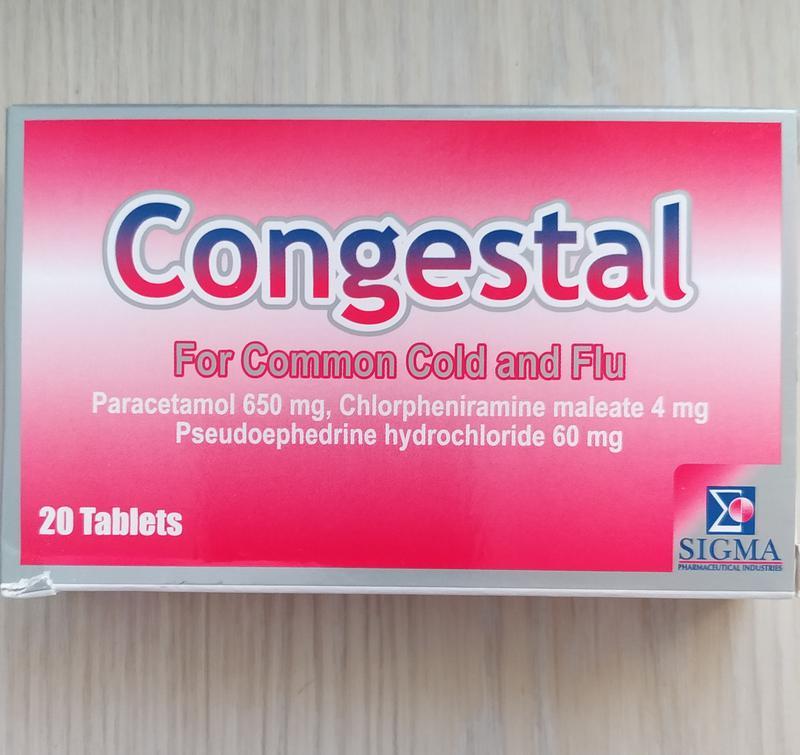 Congestal
For Common Cold and Flu
Paracetamol 650 mg, Chlorpheniramine maleate 4 mg
Pseudoephedrine hydrochloride 60 mg
20 Tablets
SIGMA
PHARMACEUTICAL INDUSTRIES